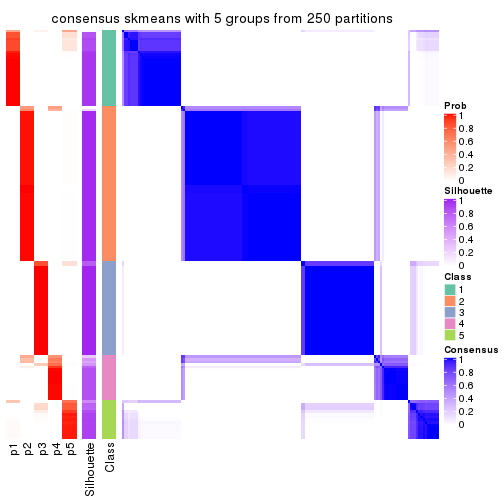 consensus skmeans with 5 groups from 250 partitions
Prob
1
0.8
0.6
0.4
0.2
0
Silhouette
1
0.8
0.6
0.4
0.2
0
Class
1
2
3
4
5
Consensus
1
0.8
0.6
0.4
0.2
0
p1
p2
p3
p4
p5
Silhouette
Class